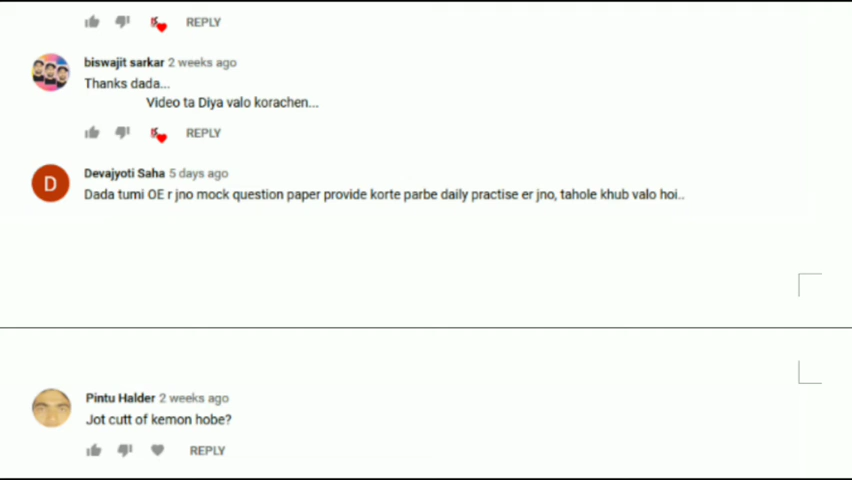 REPLY
biswajit sarkar 2 weeks ago
Thanks dada...
Video ta Diya valo korachen...
REPLY
D
Devajyoti Saha 5 days ago
Dada tumi OE r jno mock question paper provide korte parbe daily practise er jno, tahole khub valo hoi..
Pintu Halder 2 weeks ago
Jot cutt of kemon hobe?
REPLY